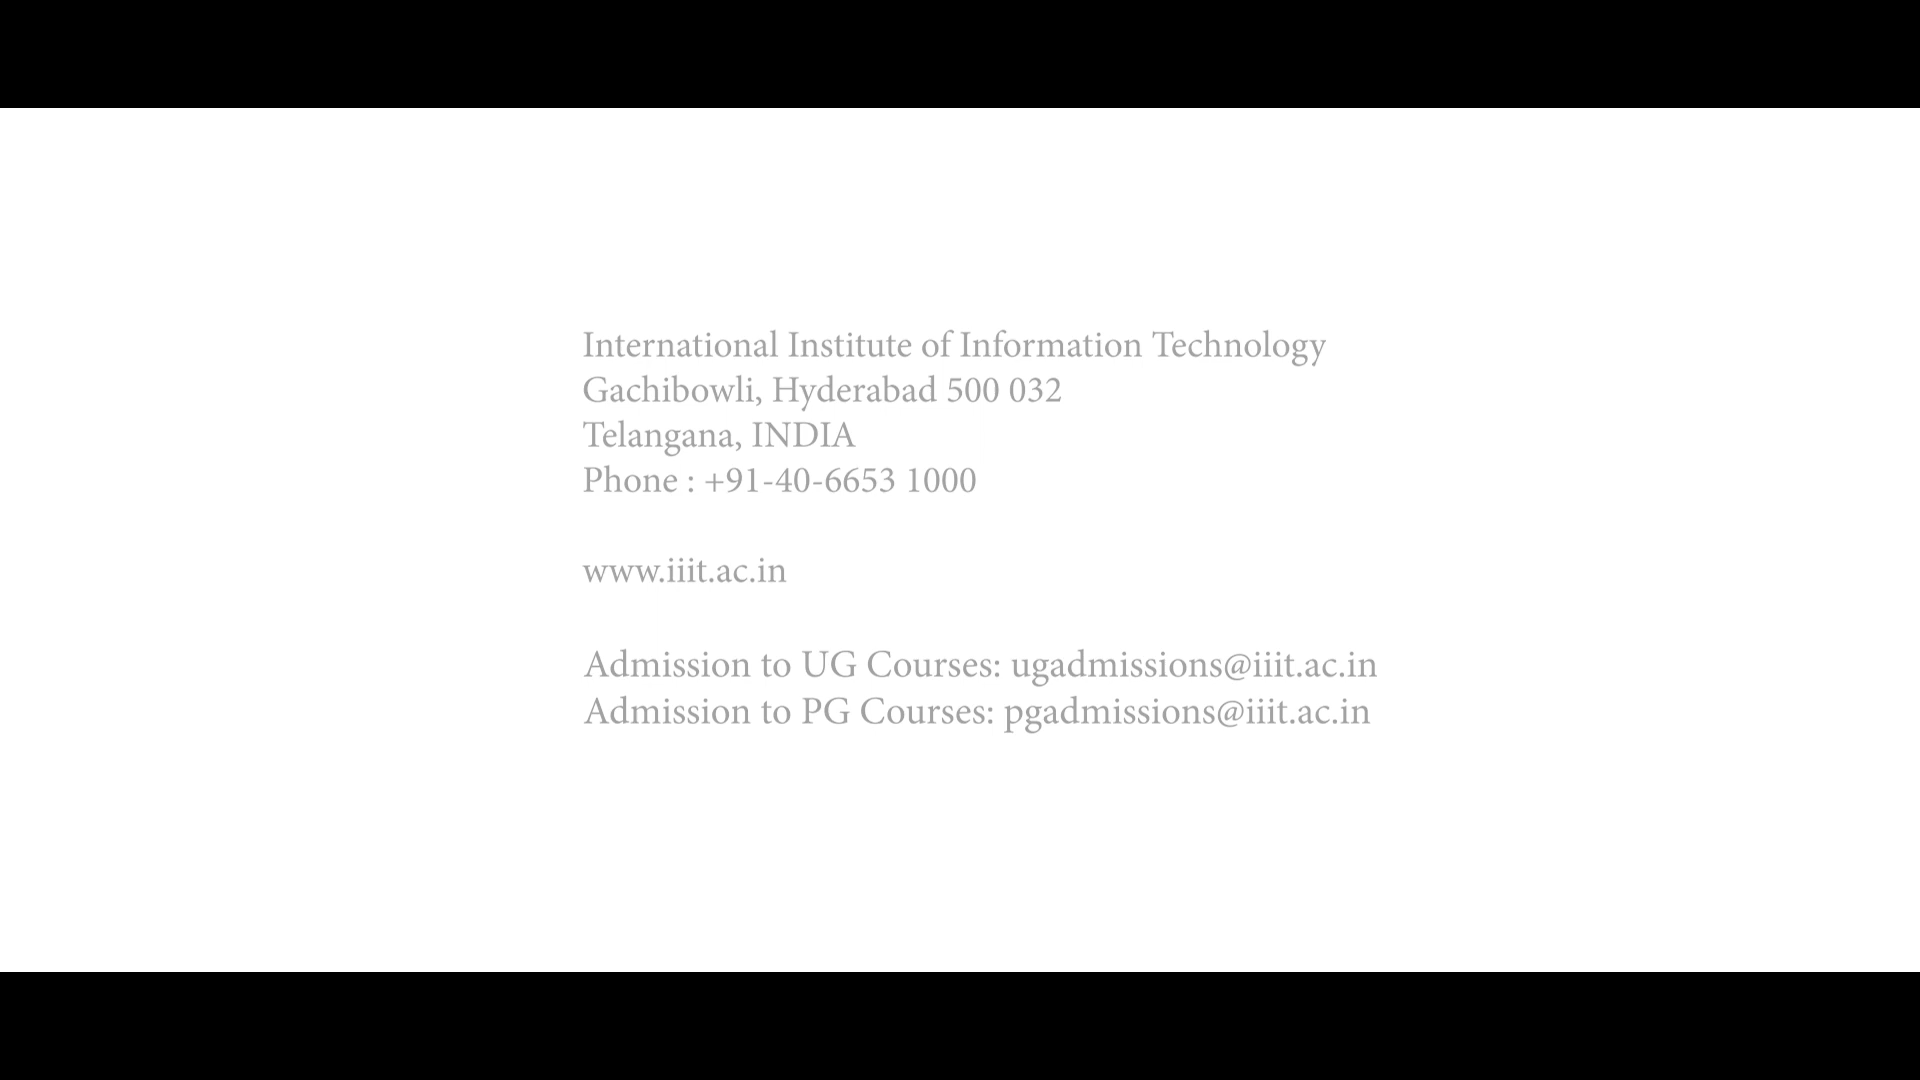 International Institute of Information Technology
Gachibowli, Hyderabad 500 032
Telangana, INDIA
Phone : +91-40-6653 1000
www.iiit.ac.in
Admission to UG Courses: ugadmissions@iiit.ac.in
Admission to PG Courses: pgadmissions@iiit.ac.in